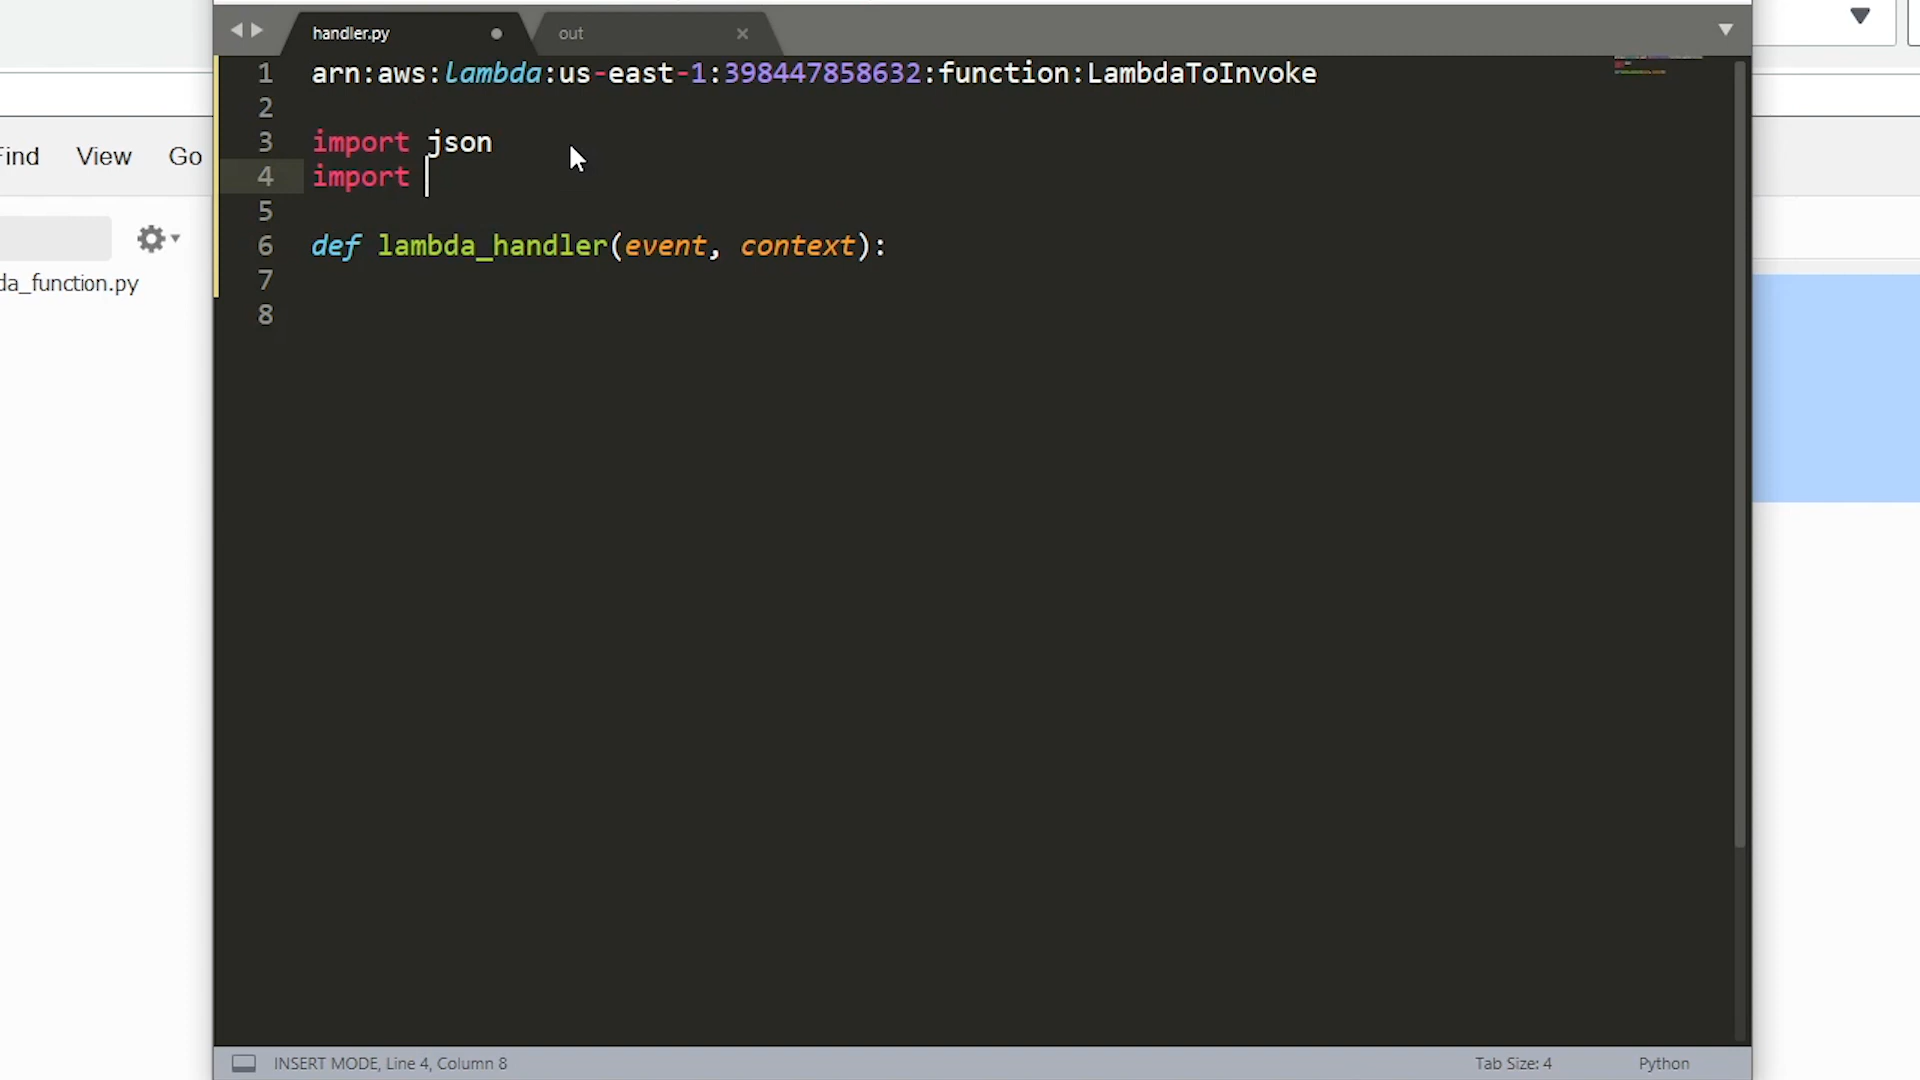 handler.py
out
1 arn:aws:lambda:us-east-1:398447858632:function:LambdaToInvoke
2
3 import json
4 import
5
6 def lambda_handler(event, context):
7
8
Find View Go
da_function.py
INSERT MODE, Line 4, Column 8
Tab Size: 4
Python